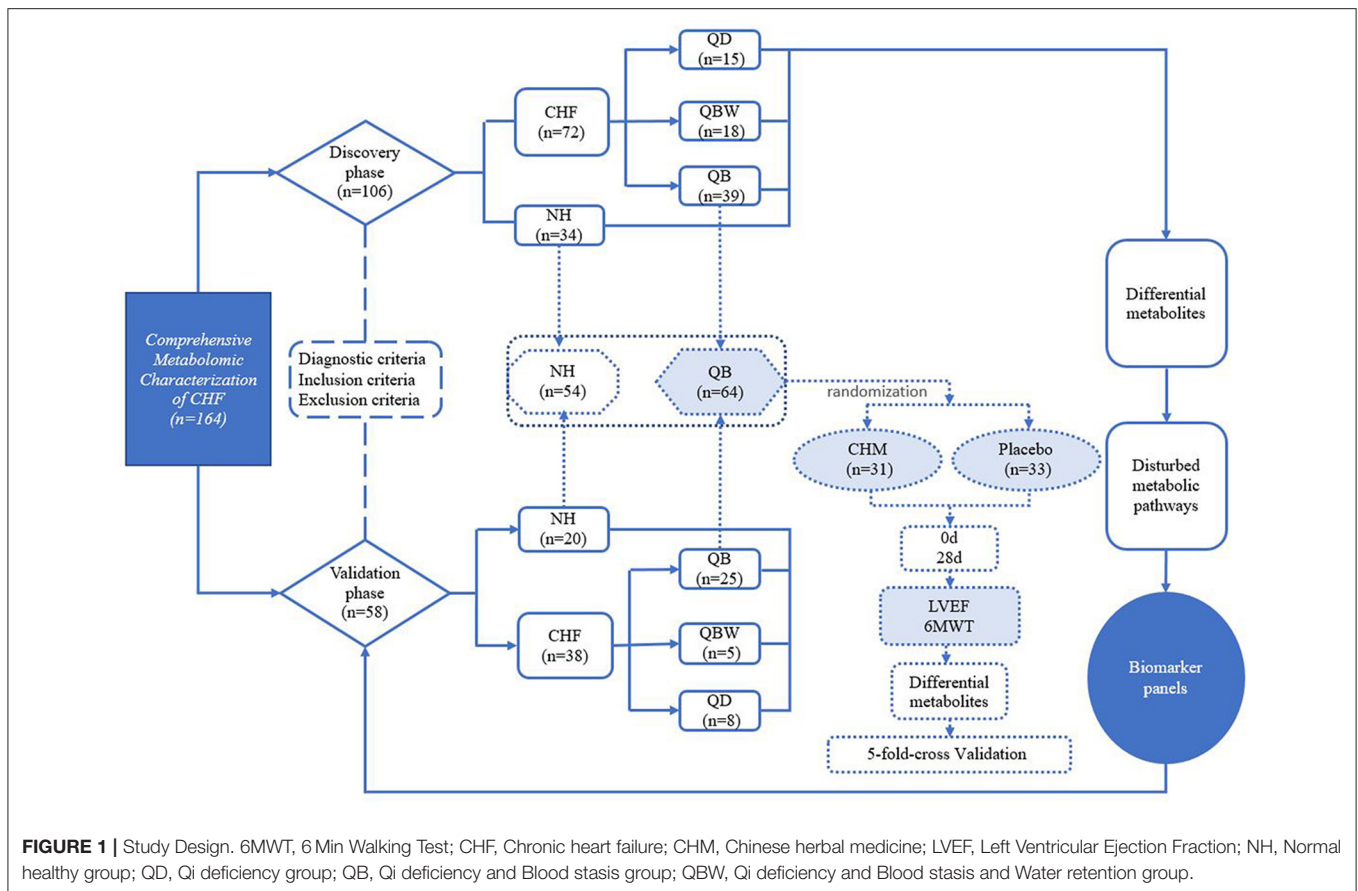 Comprehensive
Metabolomic
Characterization
of CHF
(n=164)
Discovery
phase
(n=106)
Diagnostic criteria
Inclusion criteria
Exclusion criteria
Validation
phase
(n=58)
CHF
(n=72)
NH
(n=34)
QD
(n=15)
QBW
(n=18)
QB
(n=39)
NH
(n=54)
QB
(n=64)
randomization
CHM
(n=31)
Placebo
(n=33)
0d
28d
LVEF
6MWT
Differential
metabolites
5-fold-cross Validation
NH
(n=20)
CHF
(n=38)
QB
(n=25)
QBW
(n=5)
QD
(n=8)
Differential
metabolites
Disturbed
metabolic
pathways
Biomarker
panels
FIGURE 1 | Study Design. 6MWT, 6 Min Walking Test; CHF, Chronic heart failure; CHM, Chinese herbal medicine; LVEF, Left Ventricular Ejection Fraction; NH, Normal
healthy group; QD, Qi deficiency group; QB, Qi deficiency and Blood stasis group; QBW, Qi deficiency and Blood stasis and Water retention group.